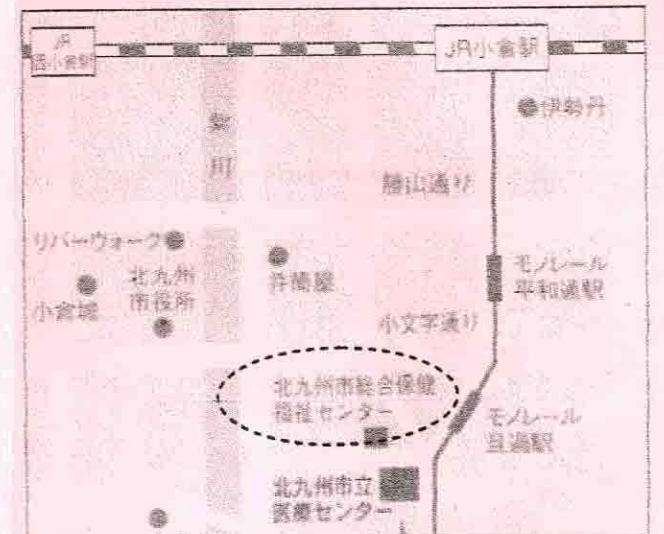 JR
西小倉駅
JR小倉駅
伊勢丹
紫
川
勝山通り
リバーウォーク
井筒屋
モノレール
平和通駅
北九州
市役所
小倉城
小文字通り
北九州市総合保健
福祉センター
モノレール
旦過駅
北九州市立
医療センター